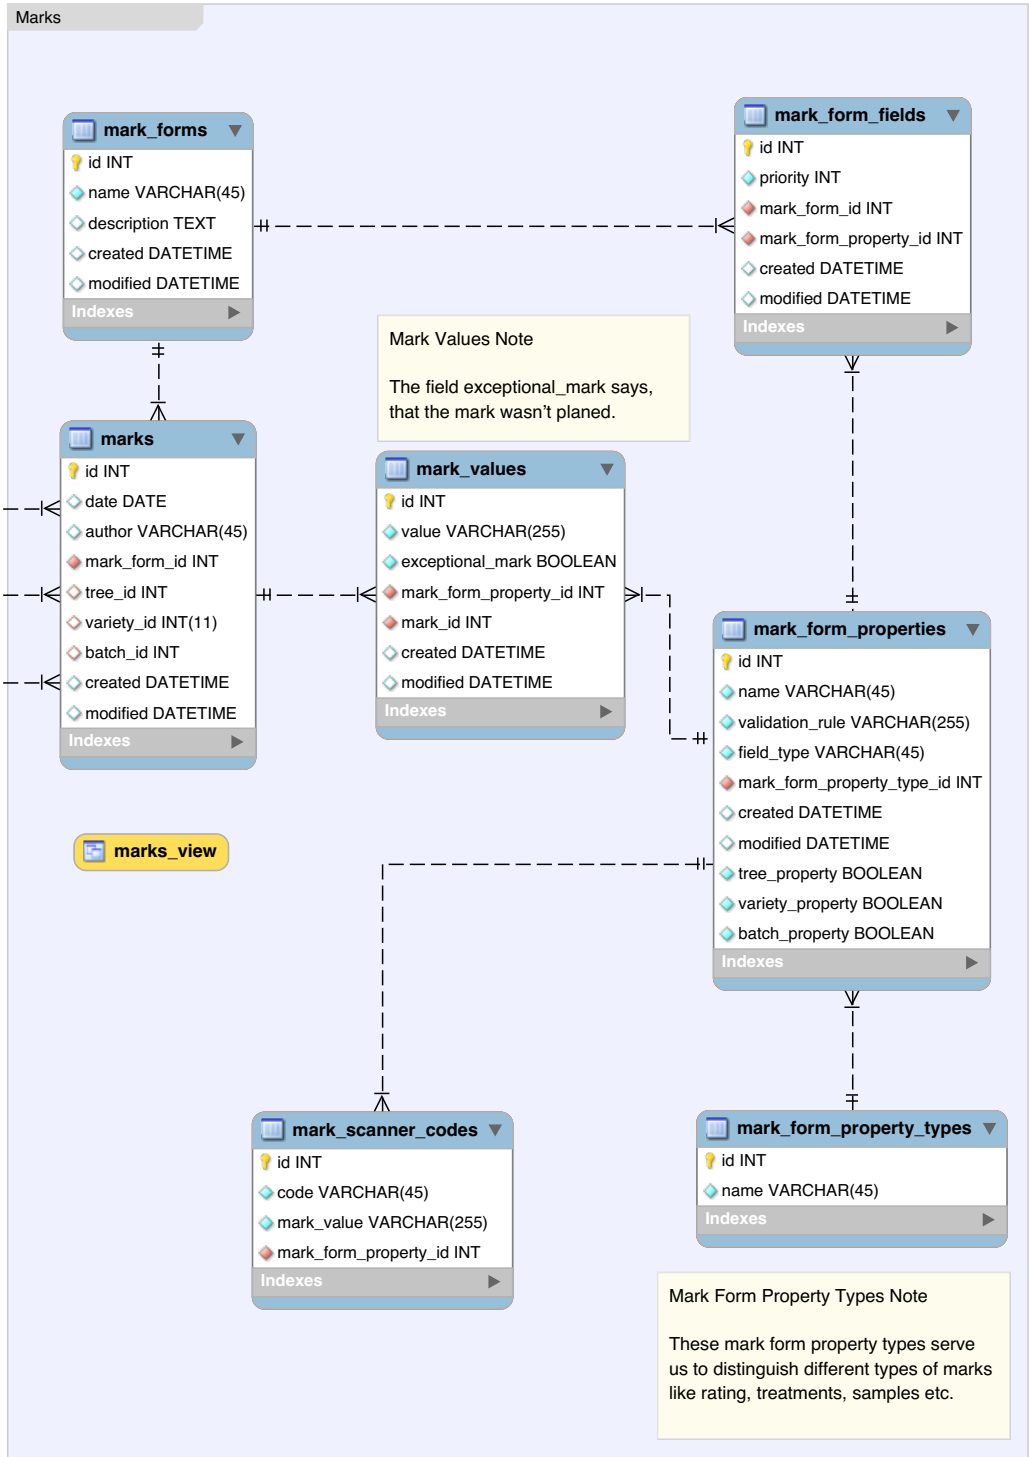 Marks
mark_forms
id INT
name VARCHAR(45)
description TEXT
created DATETIME
modified DATETIME
Indexes
mark_form_fields
id INT
priority INT
mark_form_id INT
mark_form_property_id INT
created DATETIME
modified DATETIME
Indexes
Mark Values Note
The field exceptional_mark says,
that the mark wasn't planed.
marks
id INT
date DATE
author VARCHAR(45)
mark_form_id INT
tree_id INT
variety_id INT(11)
batch_id INT
created DATETIME
modified DATETIME
Indexes
mark_values
id INT
value VARCHAR(255)
exceptional_mark BOOLEAN
mark_form_property_id INT
mark_id INT
created DATETIME
modified DATETIME
Indexes
mark_form_properties
id INT
name VARCHAR(45)
validation_rule VARCHAR(255)
field_type VARCHAR(45)
mark_form_property_type_id INT
created DATETIME
modified DATETIME
tree_property BOOLEAN
variety_property BOOLEAN
batch_property BOOLEAN
Indexes
marks_view
mark_scanner_codes
id INT
code VARCHAR(45)
mark_value VARCHAR(255)
mark_form_property_id INT
Indexes
mark_form_property_types
id INT
name VARCHAR(45)
Indexes
Mark Form Property Types Note
These mark form property types serve
us to distinguish different types of marks
like rating, treatments, samples etc.